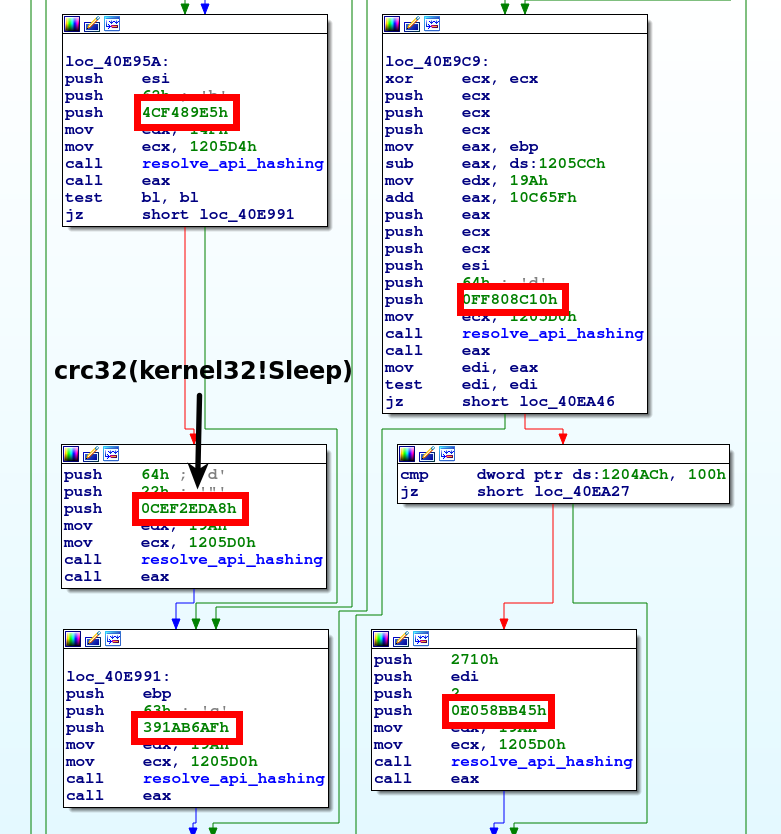 loc_40E95A:
push esi
push
push 4CF489E5h
mov
mov ecx, 1205D4h
call resolve_api_hashing
call eax
test bl, bl
jz short loc_40E991
loc_40E9C9:
xor ecx, ecx
push ecx
push ecx
push ecx
mov eax, ebp
sub eax, ds:1205CCh
mov edx, 19Ah
add eax, 10C65Fh
push eax
push ecx
push ecx
push esi
push 64h ; 'd'
push 0FF808C10h
mov ecx, 1205D0h
call resolve_api_hashing
call eax
mov edi, eax
test edi, edi
jz short loc_40EA46
crc32(kernel32!Sleep)
push 64h ; 'd'
push 22h ; '"'
push 0CEF2EDA8h
mov edx, 19Ah
mov ecx, 1205D0h
call resolve_api_hashing
call eax
cmp dword ptr ds:1204ACh, 100h
jz short loc_40EA27
loc_40E991:
push ebp
push
push 391AB6AFh
mov edx, 19Ah
mov ecx, 1205D0h
call resolve_api_hashing
call eax
push 2710h
push edi
push 2
push 0E058BB45h
mov edx, 19Ah
mov ecx, 1205D0h
call resolve_api_hashing
call eax